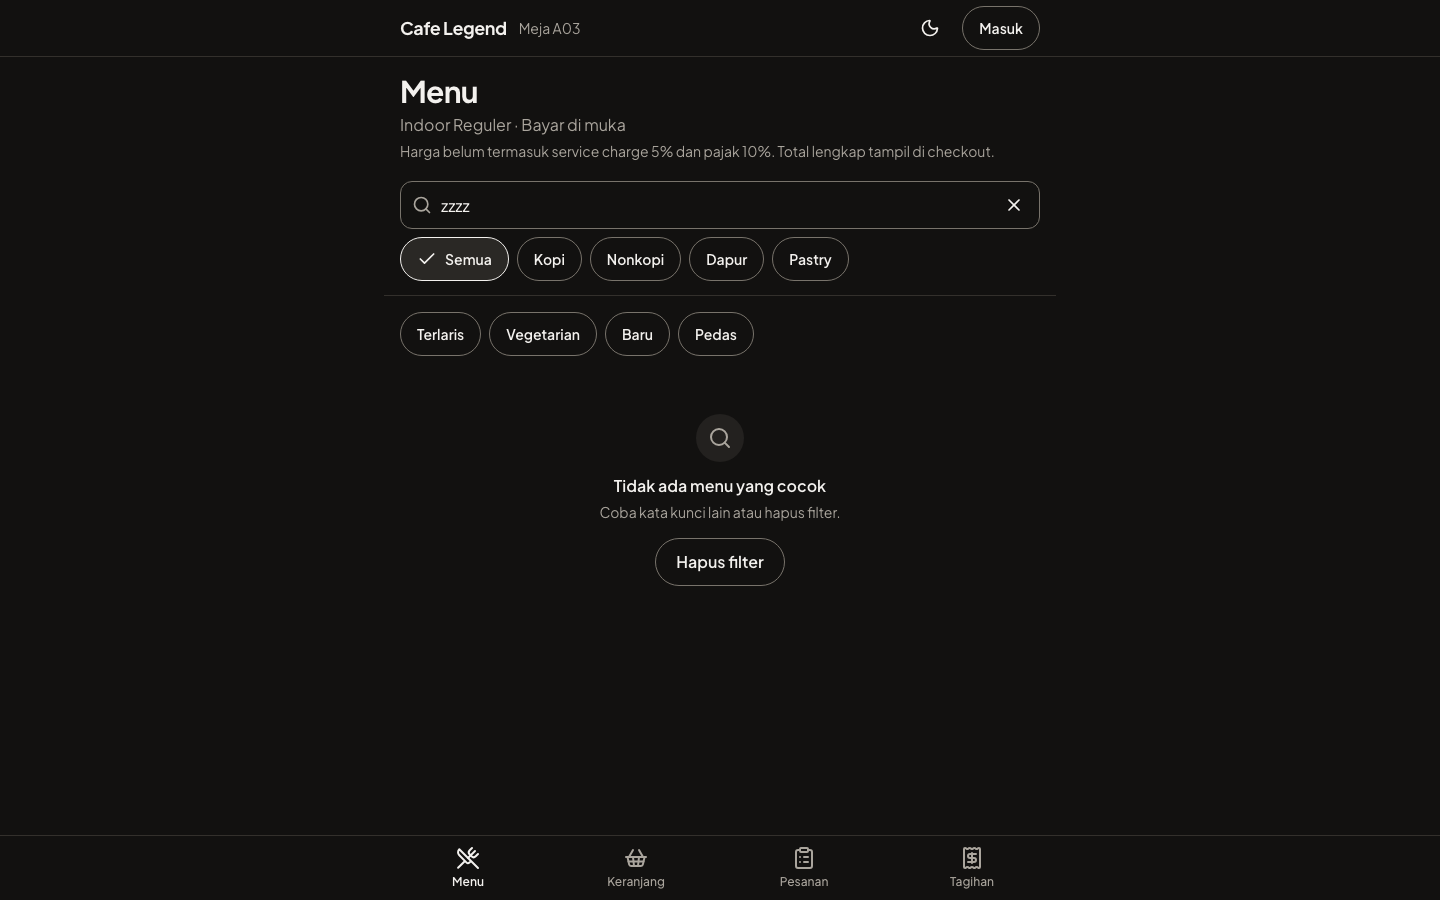 Cafe Legend Meja A03 Masuk
Menu
Indoor Reguler · Bayar di muka
Harga belum termasuk service charge 5% dan pajak 10%. Total lengkap tampil di checkout.
zzzz
Semua Kopi Nonkopi Dapur Pastry
Terlaris Vegetarian Baru Pedas
Tidak ada menu yang cocok
Coba kata kunci lain atau hapus filter.
Hapus filter
Menu Keranjang Pesanan Tagihan